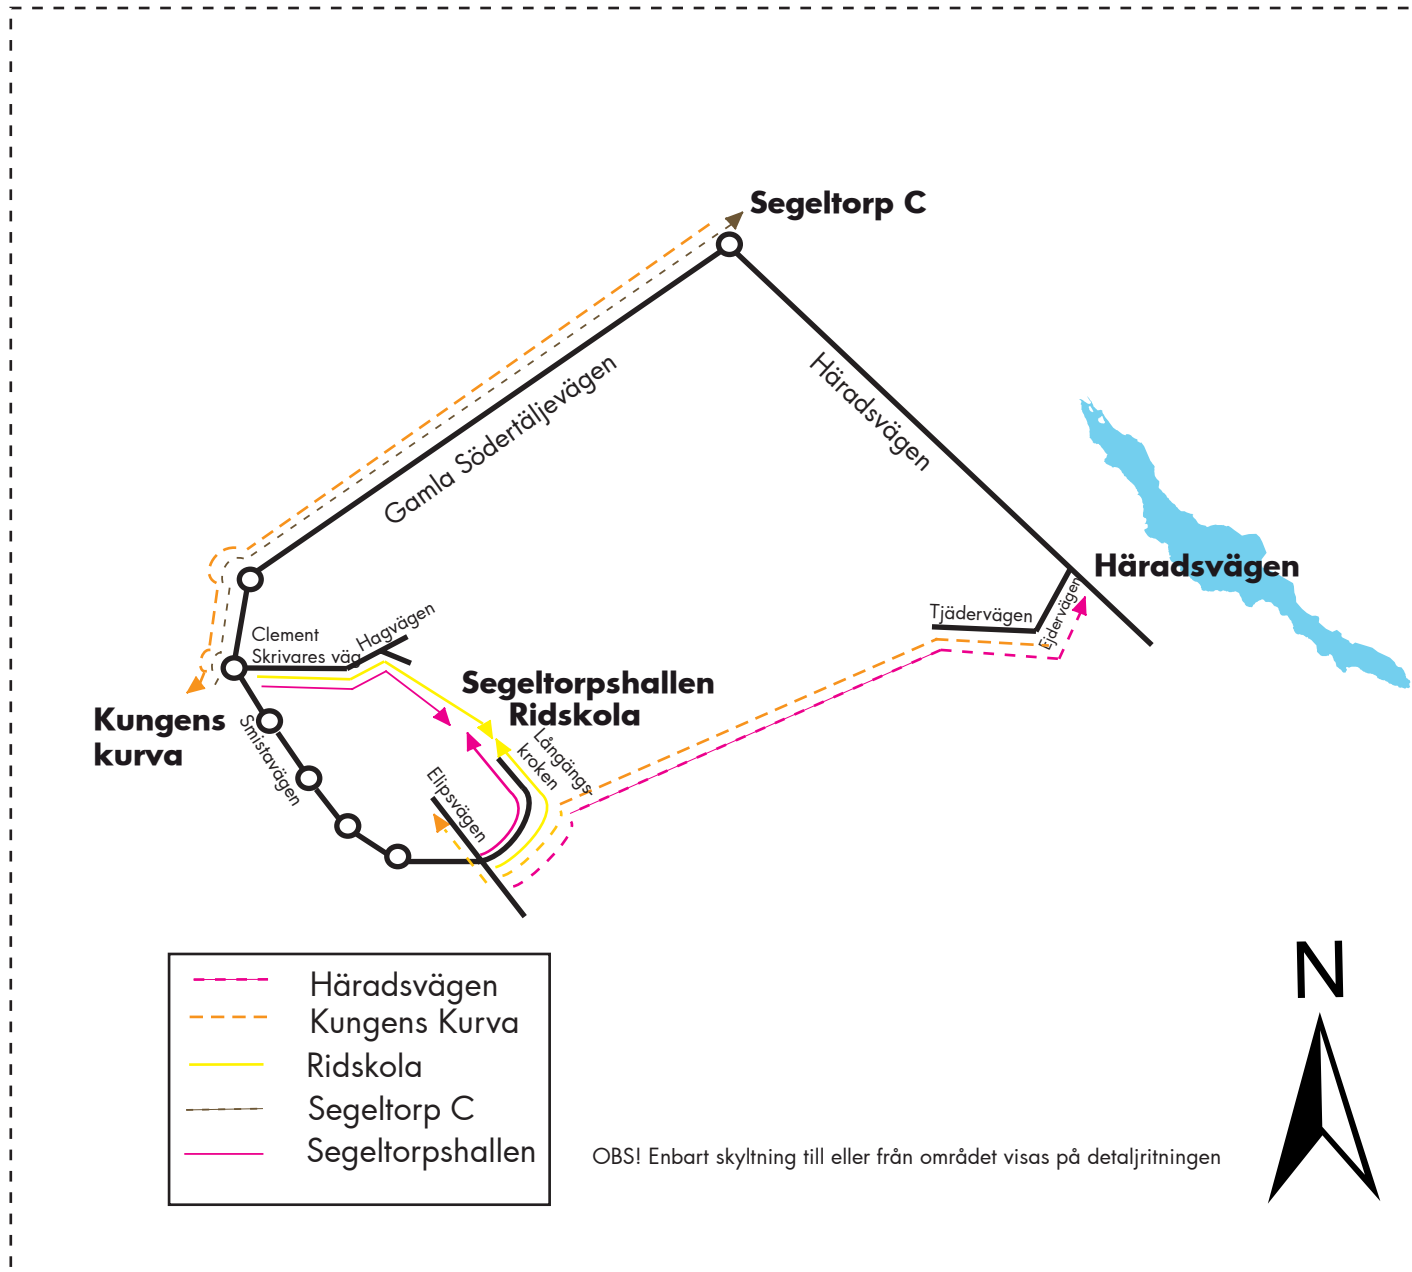 Segeltorp C
Gamla Södertäljevägen
Häradsvägen
Häradsvägen
Tjädervägen
Ejdervägen
Clement
Skrivares väg
Hagvägen
Segeltorpshallen
Ridskola
Kungens
kurva
Smistavägen
Långängs-
kroken
Elipsvägen
Häradsvägen
Kungens Kurva
Ridskola
Segeltorp C
Segeltorpshallen
OBS! Enbart skyltning till eller från området visas på detaljritningen
N